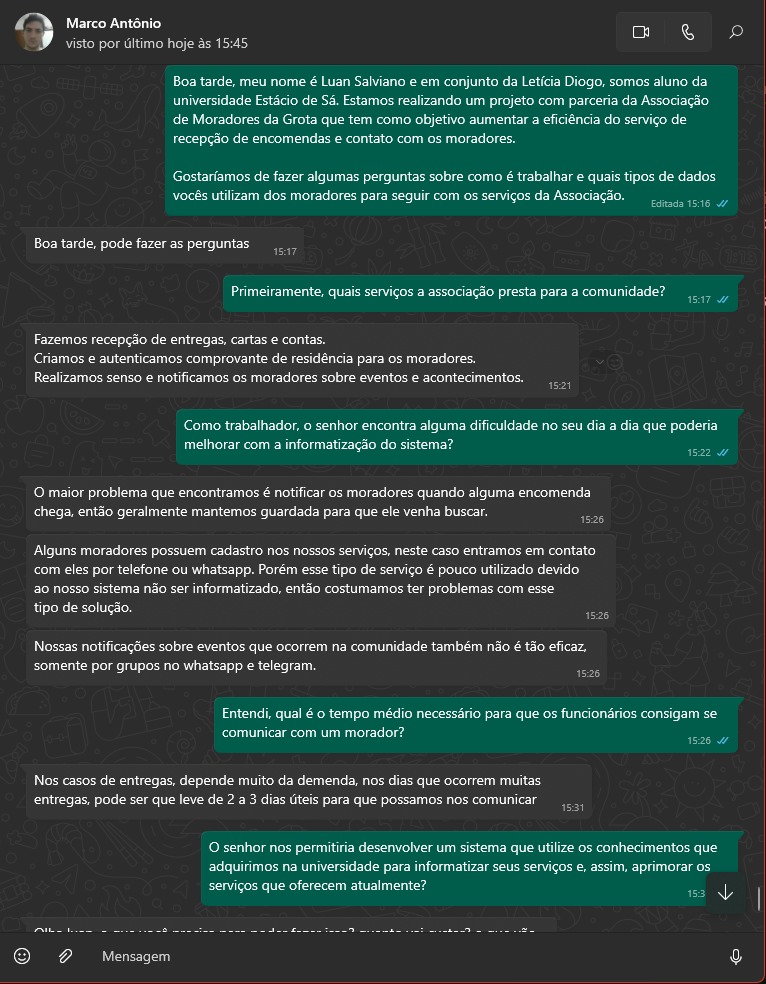 Marco Antônio
visto por último hoje às 15:45
Boa tarde, meu nome é Luan Salviano e em conjunto da Letícia Diogo, somos aluno da
universidade Estácio de Sá. Estamos realizando um projeto com parceria da Associação
de Moradores da Grota que tem como objetivo aumentar a eficiência do serviço de
recepção de encomendas e contato com os moradores.
Gostaríamos de fazer algumas perguntas sobre como é trabalhar e quais tipos de dados
vocês utilizam dos moradores para seguir com os serviços da Associação.
Editada 15:16
Boa tarde, pode fazer as perguntas
15:17
Primeiramente, quais serviços a associação presta para a comunidade?
15:17
Fazemos recepção de entregas, cartas e contas.
Criamos e autenticamos comprovante de residência para os moradores.
Realizamos senso e notificamos os moradores sobre eventos e acontecimentos.
15:21
Como trabalhador, o senhor encontra alguma dificuldade no seu dia a dia que poderia
melhorar com a informatização do sistema?
15:22
O maior problema que encontramos é notificar os moradores quando alguma encomenda
chega, então geralmente mantemos guardada para que ele venha buscar.
15:26
Alguns moradores possuem cadastro nos nossos serviços, neste caso entramos em contato
com eles por telefone ou whatsapp. Porém esse tipo de serviço é pouco utilizado devido
ao nosso sistema não ser informatizado, então costumamos ter problemas com esse
tipo de solução.
15:26
Nossas notificações sobre eventos que ocorrem na comunidade também não é tão eficaz,
somente por grupos no whatsapp e telegram.
15:26
Entendi, qual é o tempo médio necessário para que os funcionários consigam se
comunicar com um morador?
15:26
Nos casos de entregas, depende muito da demenda, nos dias que ocorrem muitas
entregas, pode ser que leve de 2 a 3 dias úteis para que possamos nos comunicar
15:31
O senhor nos permitiria desenvolver um sistema que utilize os conhecimentos que
adquirimos na universidade para informatizar seus serviços e, assim, aprimorar os
serviços que oferecem atualmente?
15:3
Mensagem